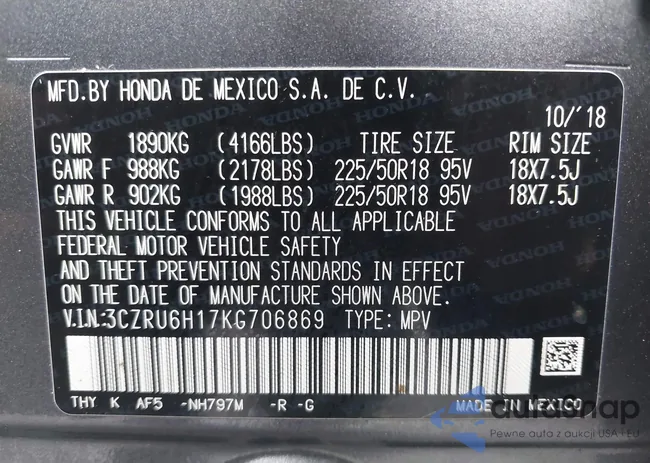 MFD.BY HONDA DE MEXICO S.A. DE C.V.
10/'18
GVWR 1890KG (4166LBS) TIRE SIZE RIM SIZE
GAWR F 988KG (2178LBS) 225/50R18 95V 18X7.5J
GAWR R 902KG (1988LBS) 225/50R18 95V 18X7.5J
THIS VEHICLE CONFORMS TO ALL APPLICABLE
FEDERAL MOTOR VEHICLE SAFETY
AND THEFT PREVENTION STANDARDS IN EFFECT
ON THE DATE OF MANUFACTURE SHOWN ABOVE.
V.I.N.:3CZRU6H17KG706869 TYPE: MPV
THY K AF5 -NH797M -R -G MADE IN MEXICO
autosnap
Pewne auta z aukcji USA i EU